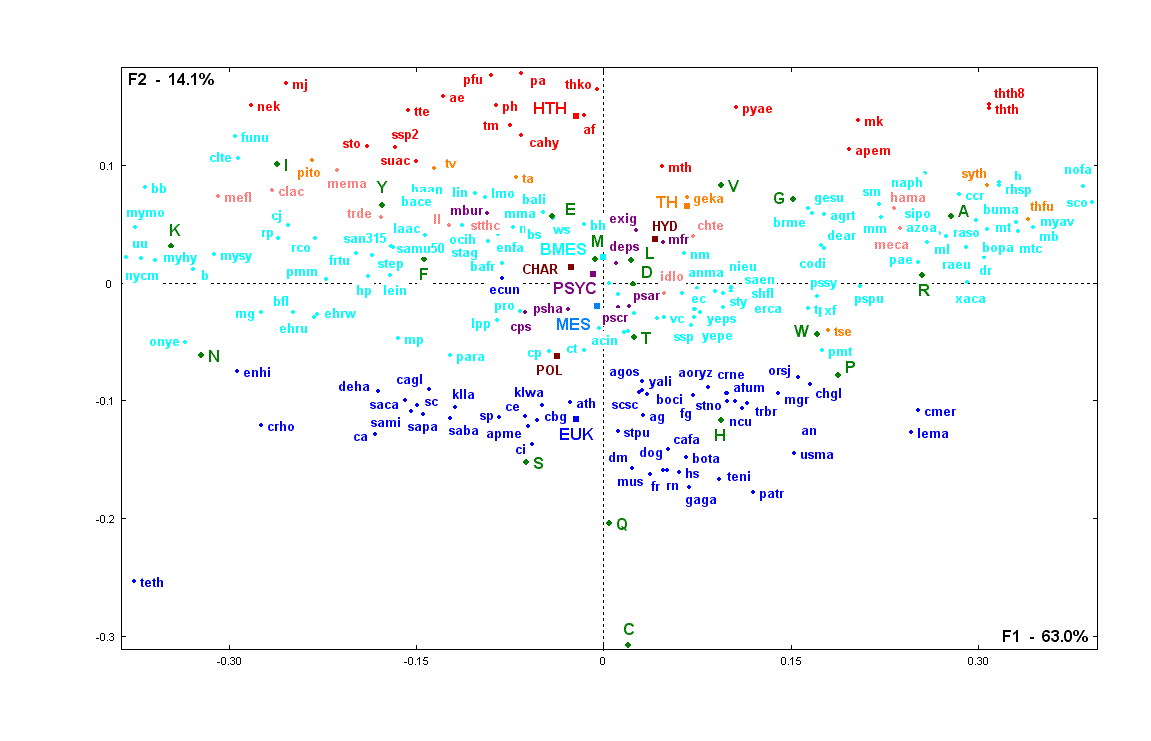 F2 - 14.1%
pfu
pa
thko
mj
nek
ae
ph
HTH
tte
tm
af
cahy
pyae
thth8
thth
mk
apem
funu
clte
I
sto
ssp2
suac
tv
ta
mth
pito
mema
V
G
naph
syth
h
rhsp
nofa
sco
bb
mefl
clac
Y
baan
bace
lin
lmo
bali
TH
geka
gesu
sm
hama
ccr
mymo
cj
trde
ll
mbur
mma
E
exig
HYD
chte
brme
agrt
mm
sipo
A
buma
thfu
myav
K
rp
rco
laac
stthc
n
bs
ws
bh
M
mfr
dear
azoa
raso
mt
mb
uu
myhy
mysy
san315
samu50
ocih
stag
enfa
BMES
deps
L
nm
meca
ml
bopa
mtc
nycm
b
pmm
frtu
step
F
bafr
CHAR
D
anma
nieu
codi
pae
raeu
dr
hp
lein
ecun
PSYC
idlo
saen
shfl
pssy
R
0
bfl
mg
ehrw
ehru
pro
psha
psar
ec
sty
erca
pspu
xaca
lpp
cps
MES
pscr
vc
yeps
tpxf
onye
N
mp
para
cp
POL
ct
acin
T
ssp
yepe
W
tse
pmt
P
enhi
deha
cagl
klla
klwa
agos
yali
aoryz
crne
orsj
saca
sc
ce
ath
scsc
boci
atum
mgr
chgl
crho
sami
sapa
sp
cbg
ag
fg
stno
trbr
cmer
ca
saba
apme
EUK
stpu
H
ncu
an
lema
ci
S
dm
dog
cafa
bota
usma
mus
fr
rn
hs
teni
gaga
patr
Q
teth
C
F1 - 63.0%
0.1
-0.1
-0.2
-0.3
-0.30
-0.15
0
0.15
0.30